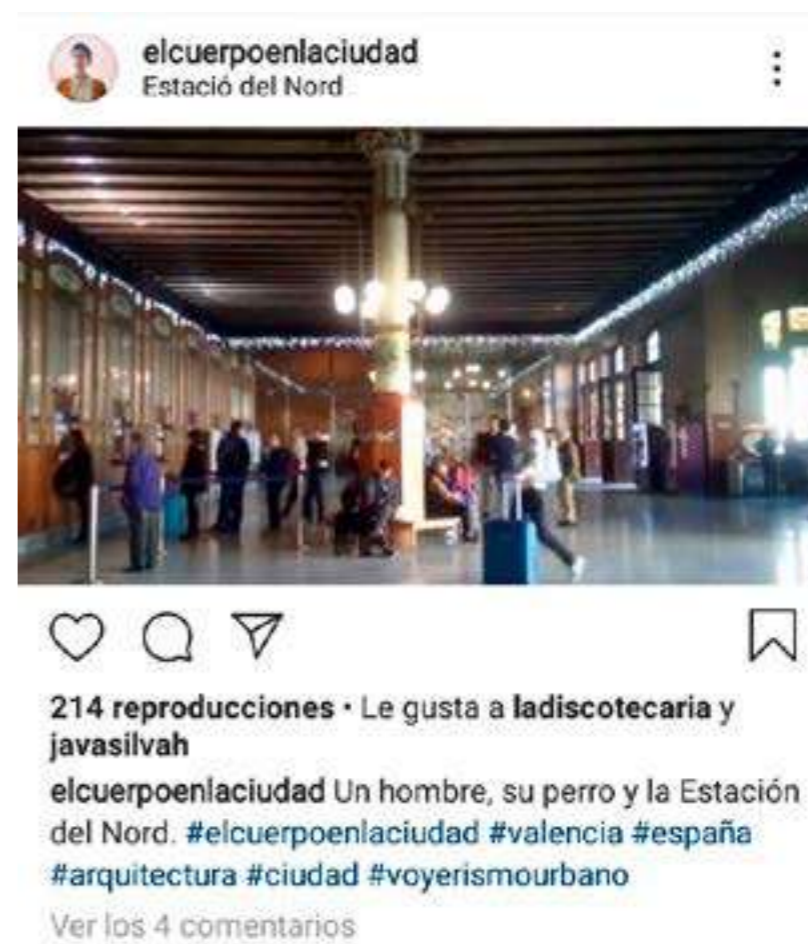 elcuerpoenlaciudad
Estació del Nord
214 reproducciones • Le gusta a ladiscotecaria y
javasilvah
elcuerpoenlaciudad Un hombre, su perro y la Estación
del Nord. #elcuerpoenlaciudad #valencia #españa
#arquitectura #ciudad #voyerismourbano
Ver los 4 comentarios